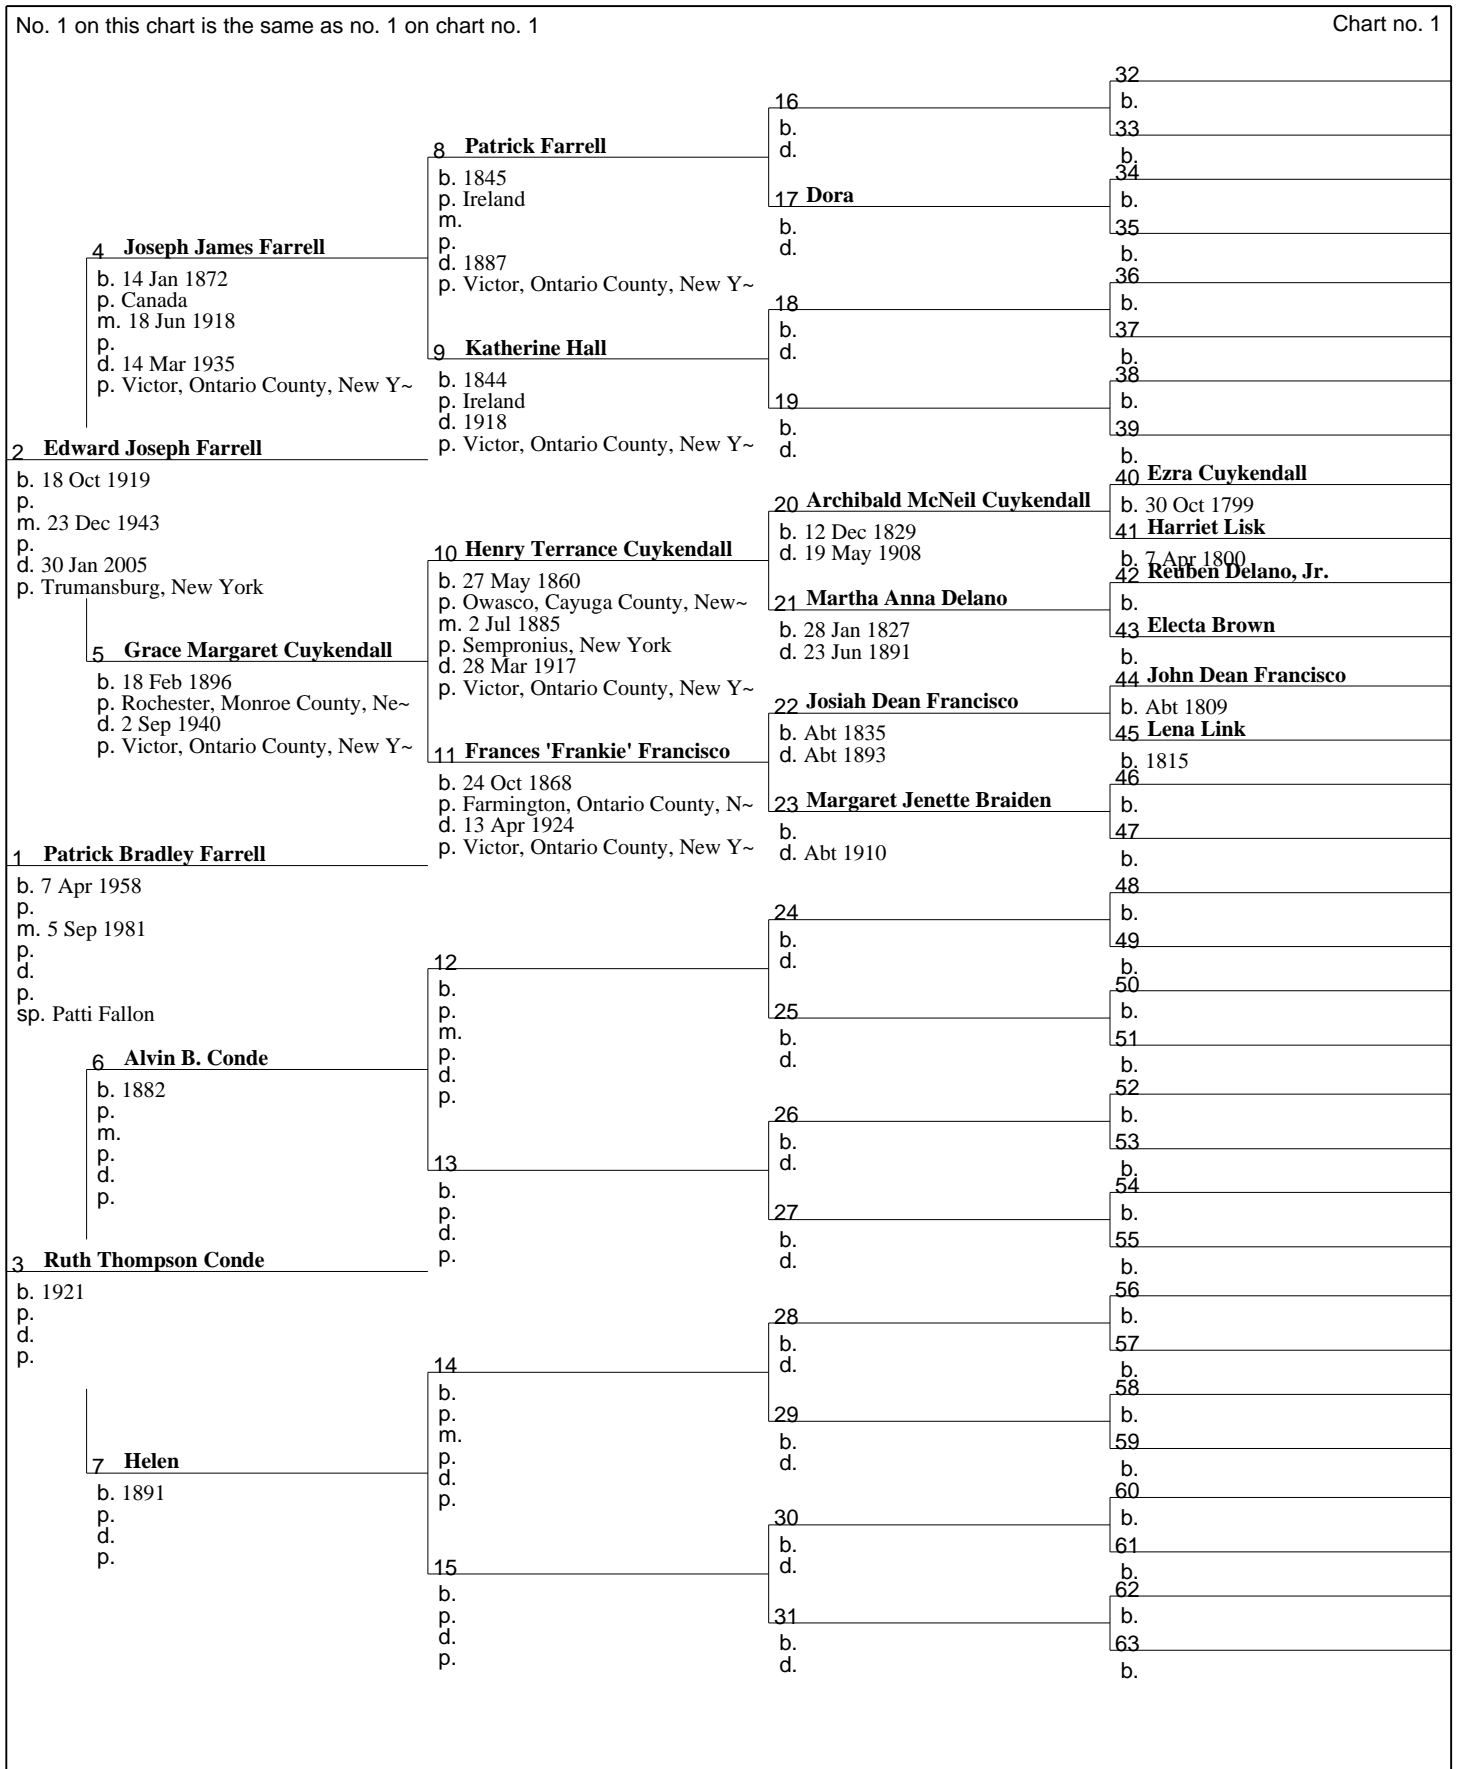 No. 1 on this chart is the same as no. 1 on chart no. 1
Chart no. 1
1 Patrick Bradley Farrell
b. 7 Apr 1958
p.
m. 5 Sep 1981
p.
d.
p.
sp. Patti Fallon
2 Edward Joseph Farrell
b. 18 Oct 1919
p.
m. 23 Dec 1943
p.
d. 30 Jan 2005
p. Trumansburg, New York
3 Ruth Thompson Conde
b. 1921
p.
d.
p.
4 Joseph James Farrell
b. 14 Jan 1872
p. Canada
m. 18 Jun 1918
p.
d. 14 Mar 1935
p. Victor, Ontario County, New Y~
5 Grace Margaret Cuykendall
b. 18 Feb 1896
p. Rochester, Monroe County, Ne~
d. 2 Sep 1940
p. Victor, Ontario County, New Y~
6 Alvin B. Conde
b. 1882
p.
m.
p.
d.
p.
7 Helen
b. 1891
p.
d.
p.
8 Patrick Farrell
b. 1845
p. Ireland
m.
p.
d. 1887
p. Victor, Ontario County, New Y~
9 Katherine Hall
b. 1844
p. Ireland
d. 1918
p. Victor, Ontario County, New Y~
10 Henry Terrance Cuykendall
b. 27 May 1860
p. Owasco, Cayuga County, New~
m. 2 Jul 1885
p. Sempronius, New York
d. 28 Mar 1917
p. Victor, Ontario County, New Y~
11 Frances 'Frankie' Francisco
b. 24 Oct 1868
p. Farmington, Ontario County, N~
d. 13 Apr 1924
p. Victor, Ontario County, New Y~
12
b.
p.
m.
p.
d.
p.
13
b.
p.
d.
p.
14
b.
p.
m.
p.
d.
p.
15
b.
p.
d.
p.
16
b.
d.
17 Dora
b.
d.
18
b.
d.
19
b.
d.
20 Archibald McNeil Cuykendall
b. 12 Dec 1829
d. 19 May 1908
21 Martha Anna Delano
b. 28 Jan 1827
d. 23 Jun 1891
22 Josiah Dean Francisco
b. Abt 1835
d. Abt 1893
23 Margaret Jenette Braiden
b.
d. Abt 1910
24
b.
d.
25
b.
d.
26
b.
d.
27
b.
d.
28
b.
d.
29
b.
d.
30
b.
d.
31
b.
d.
32
b.
33
b.
34
b.
35
b.
36
b.
37
b.
38
b.
39
b.
40 Ezra Cuykendall
b. 30 Oct 1799
41 Harriet Lisk
b. 7 Apr 1800
42 Reuben Delano, Jr.
b.
43 Electa Brown
b.
44 John Dean Francisco
b. Abt 1809
45 Lena Link
b. 1815
46
b.
47
b.
48
b.
49
b.
50
b.
51
b.
52
b.
53
b.
54
b.
55
b.
56
b.
57
b.
58
b.
59
b.
60
b.
61
b.
62
b.
63
b.